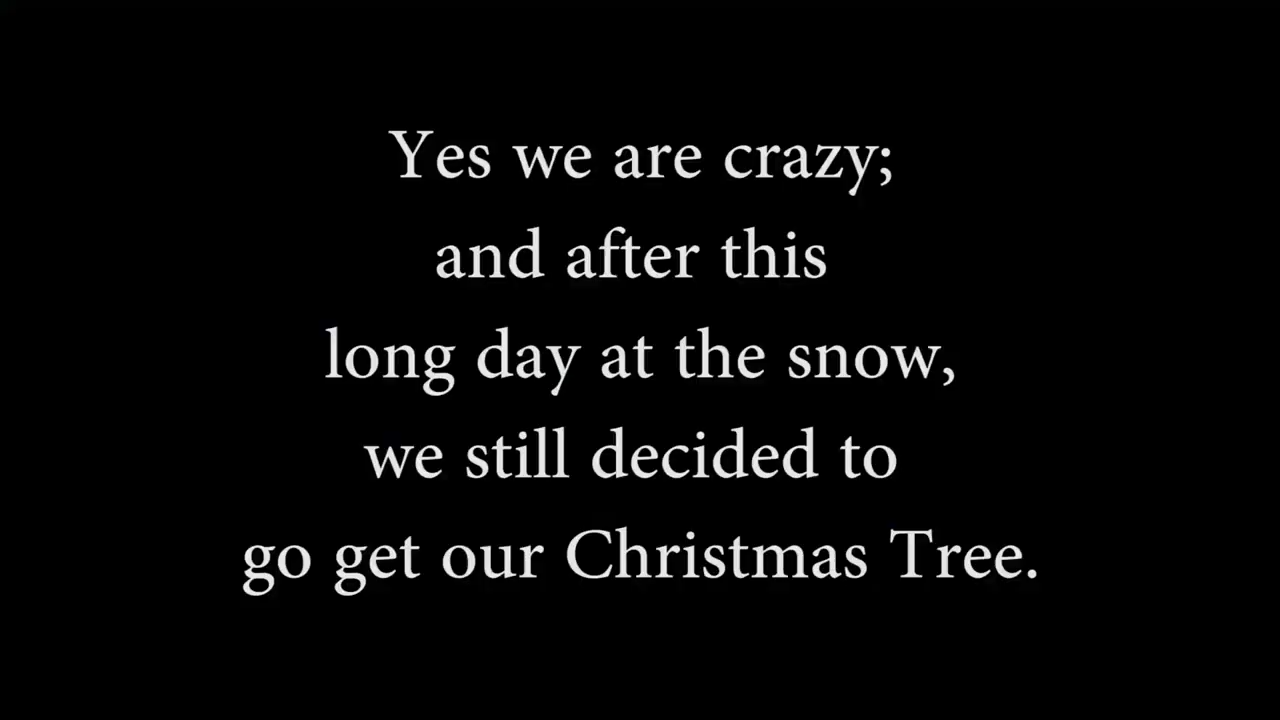 Yes we are crazy;
and after this
long day at the snow,
we still decided to
go get our Christmas Tree.